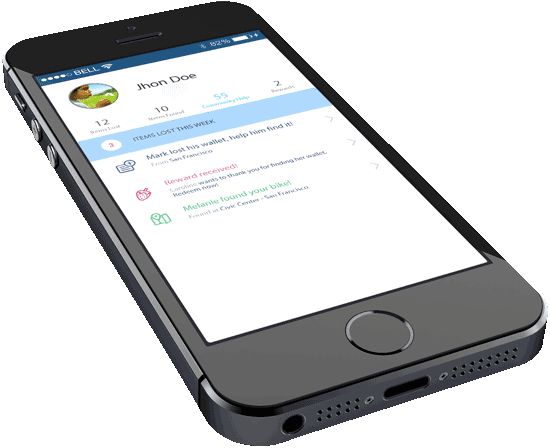 BELL 82%
Jhon Doe
12 10 55 2
Items Lost Items Found Community Help Rewards
3 ITEMS LOST THIS WEEK
Mark lost his wallet, help him find it!
From San Francisco
Reward received!
Caroline wants to thank you for finding her wallet.
Redeem now!
Melanie found your bike!
Found in Civic Center - San Francisco